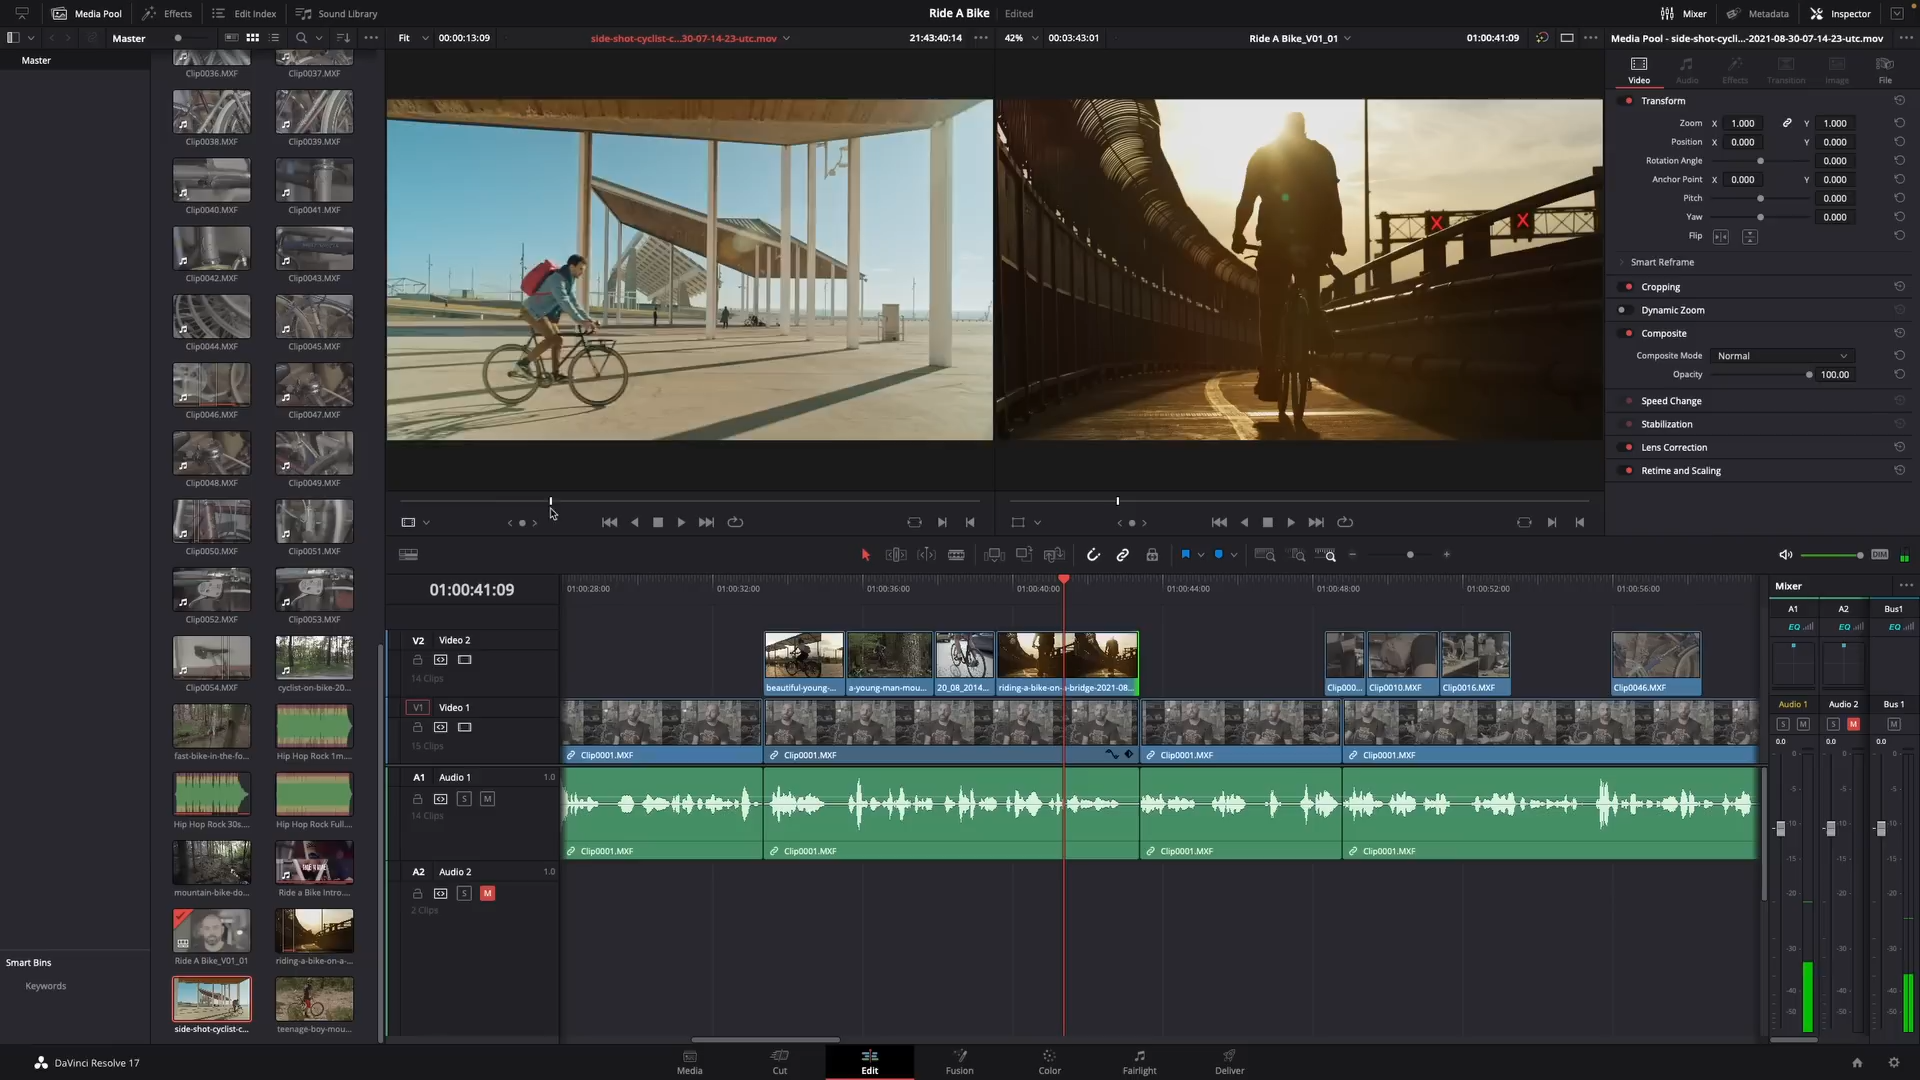 Media Pool
Effects
Edit Index
Sound Library
Ride A Bike
Edited
Mixer
Metadata
Inspector
Master
Fit
00:00:13:09
side-shot-cyclist-c...30-07-14-23-utc.mov
21:43:40:14
42%
00:03:43:01
Ride A Bike_V01_01
01:00:41:09
Media Pool - side-shot-cycli...-2021-08-30-07-14-23-utc.mov
Master
Clip0036.MXF
Clip0037.MXF
Clip0038.MXF
Clip0039.MXF
Clip0040.MXF
Clip0041.MXF
Clip0042.MXF
Clip0043.MXF
Clip0044.MXF
Clip0045.MXF
Clip0046.MXF
Clip0047.MXF
Clip0048.MXF
Clip0049.MXF
Clip0050.MXF
Clip0051.MXF
Clip0052.MXF
Clip0053.MXF
Clip0054.MXF
cyclist-on-bike-20...
fast-bike-in-the-fo...
Hip Hop Rock 1m...
Hip Hop Rock 30s...
Hip Hop Rock Full...
mountain-bike-do...
Ride a Bike Intro...
Ride A Bike_V01_01
riding-a-bike-on-a-...
side-shot-cyclist-c...
teenage-boy-mou...
Smart Bins
Keywords
Video
Audio
Effects
Transition
Image
File
Transform
Zoom X 1.000 Y 1.000
Position X 0.000 Y 0.000
Rotation Angle 0.000
Anchor Point X 0.000 Y 0.000
Pitch 0.000
Yaw 0.000
Flip
Smart Reframe
Cropping
Dynamic Zoom
Composite
Composite Mode Normal
Opacity 100.00
Speed Change
Stabilization
Lens Correction
Retime and Scaling
DIM
01:00:41:09
01:00:28:00
01:00:32:00
01:00:36:00
01:00:40:00
01:00:44:00
01:00:48:00
01:00:52:00
01:00:56:00
V2 Video 2
14 Clips
beautiful-young-...
a-young-man-mou...
20_08_2014...
riding-a-bike-on-a-bridge-2021-08...
Clip000...
Clip0010.MXF
Clip0016.MXF
Clip0046.MXF
V1 Video 1
15 Clips
Clip0001.MXF
Clip0001.MXF
Clip0001.MXF
Clip0001.MXF
A1 Audio 1 1.0
S M
14 Clips
Clip0001.MXF
Clip0001.MXF
Clip0001.MXF
Clip0001.MXF
A2 Audio 2 1.0
S M
2 Clips
Mixer
A1 A2 Bus1
EQ EQ EQ
Audio 1 Audio 2 Bus 1
S M S M M
0.0 0.0 0.0
DaVinci Resolve 17
Media
Cut
Edit
Fusion
Color
Fairlight
Deliver